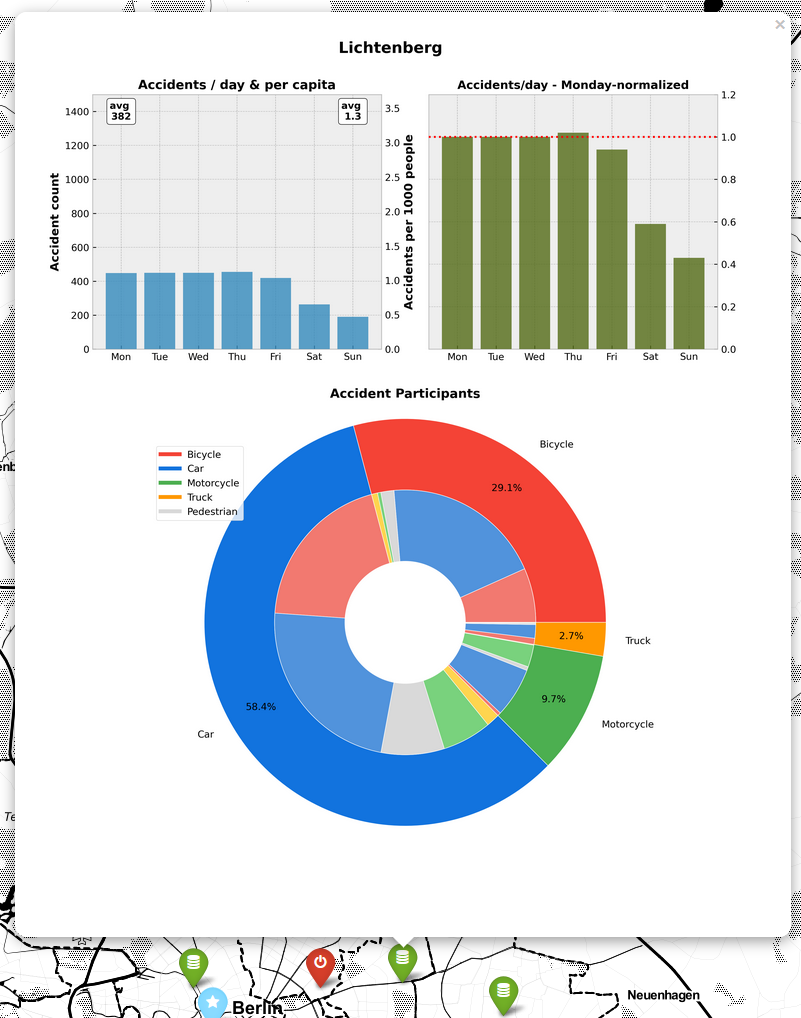 ×
Lichtenberg
Accidents / day & per capita
Accidents/day - Monday-normalized
avg
382
avg
1.3
Accident count
1400
1200
1000
800
600
400
200
0
3.5
3.0
2.5
2.0
1.5
1.0
0.5
0.0
Accidents per 1000 people
1.2
1.0
0.8
0.6
0.4
0.2
0.0
Mon Tue Wed Thu Fri Sat Sun
Mon Tue Wed Thu Fri Sat Sun
Accident Participants
Bicycle
Car
Motorcycle
Truck
Pedestrian
Bicycle
29.1%
Truck
2.7%
9.7%
Motorcycle
58.4%
Car
Berlin
Neuenhagen